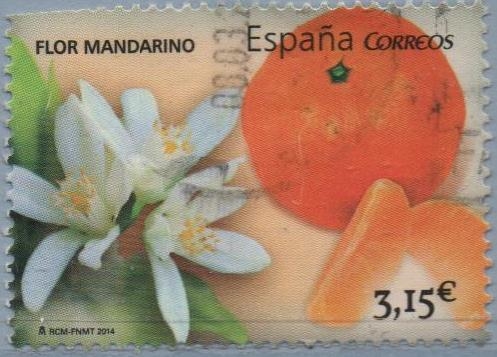 FLOR MANDARINO
España CORREOS
3,15€
RCM-FNMT 2014